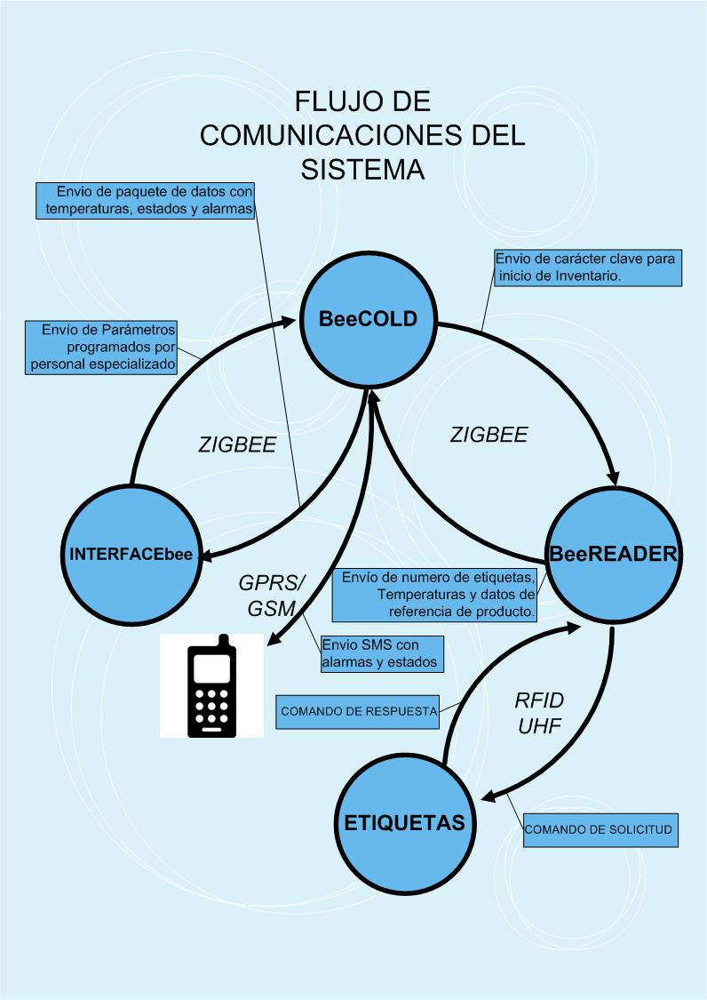 FLUJO DE
COMUNICACIONES DEL
SISTEMA
Envio de paquete de datos con
temperaturas, estados y alarmas
Envio de carácter clave para
inicio de Inventario.
BeeCOLD
Envío de Parámetros
programados por
personal especializado
ZIGBEE
ZIGBEE
INTERFACEbee
BeeREADER
GPRS/
GSM
Envío de numero de etiquetas,
Temperaturas y datos de
referencia de producto.
Envio SMS con
alarmas y estados
COMANDO DE RESPUESTA
RFID
UHF
ETIQUETAS
COMANDO DE SOLICITUD